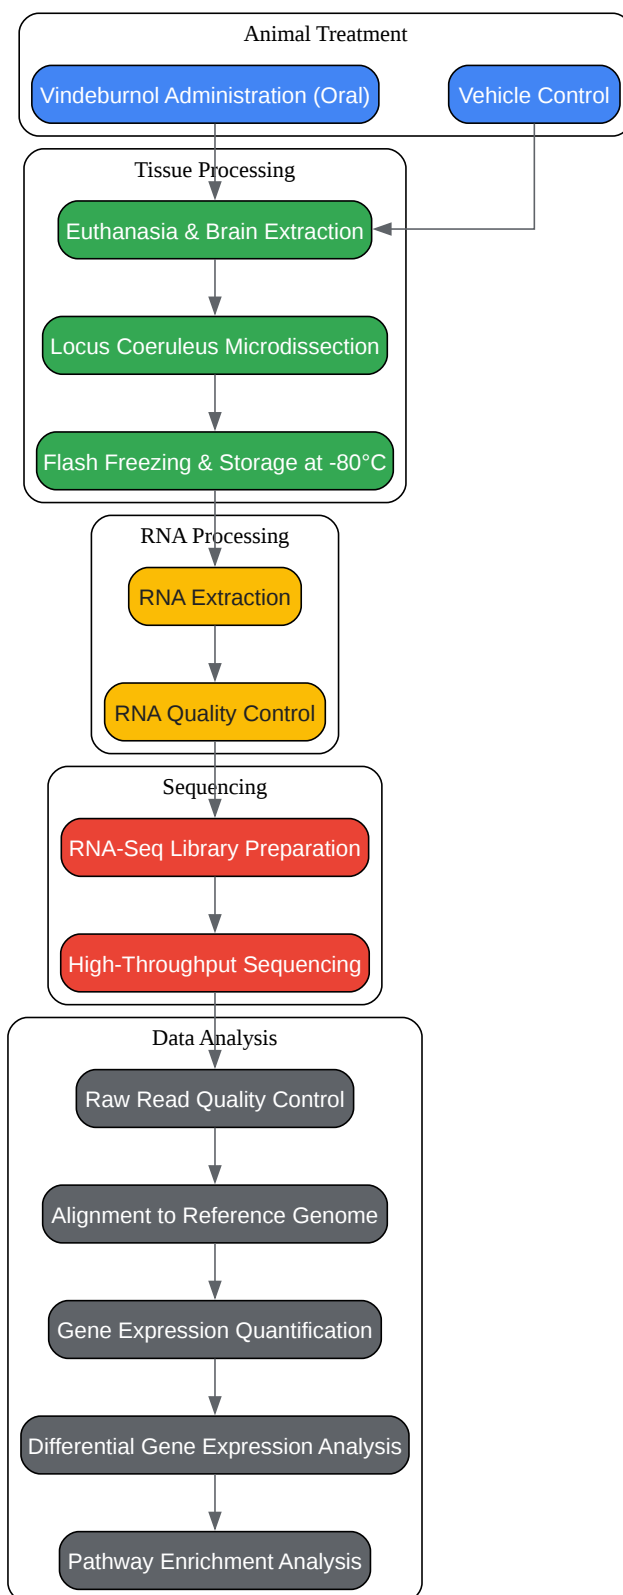 Animal Treatment
Vindeburnol Administration (Oral)
Vehicle Control
Tissue Processing
Euthanasia & Brain Extraction
Locus Coeruleus Microdissection
Flash Freezing & Storage at -80°C
RNA Processing
RNA Extraction
RNA Quality Control
Sequencing
RNA-Seq Library Preparation
High-Throughput Sequencing
Data Analysis
Raw Read Quality Control
Alignment to Reference Genome
Gene Expression Quantification
Differential Gene Expression Analysis
Pathway Enrichment Analysis